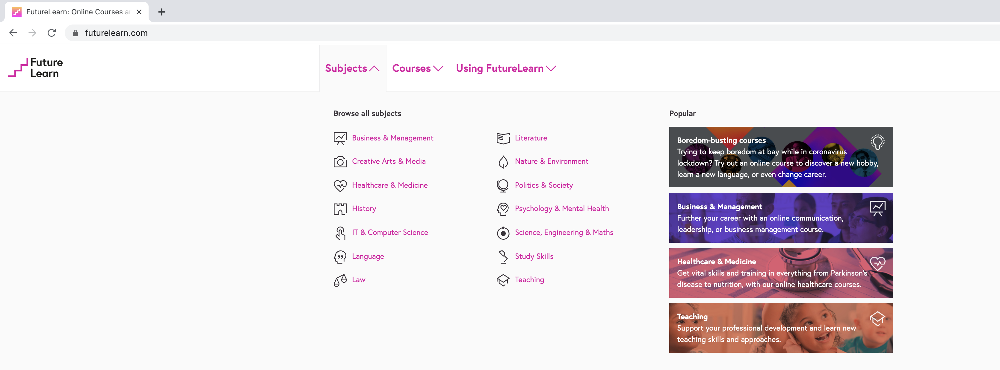 FutureLearn: Online Courses
futurelearn.com
Future
Learn
Subjects
Courses
Using FutureLearn
Browse all subjects
Business & Management
Creative Arts & Media
Healthcare & Medicine
History
IT & Computer Science
Language
Law
Literature
Nature & Environment
Politics & Society
Psychology & Mental Health
Science, Engineering & Maths
Study Skills
Teaching
Popular
Boredom-busting courses
Trying to keep boredom at bay while in coronavirus
lockdown? Try out an online course to discover a new hobby,
learn a new language, or even change career.
Business & Management
Further your career with an online communication,
leadership, or business management course.
Healthcare & Medicine
Get vital skills and training in everything from Parkinson's
disease to nutrition, with our online healthcare courses.
Teaching
Support your professional development and learn new
teaching skills and approaches.